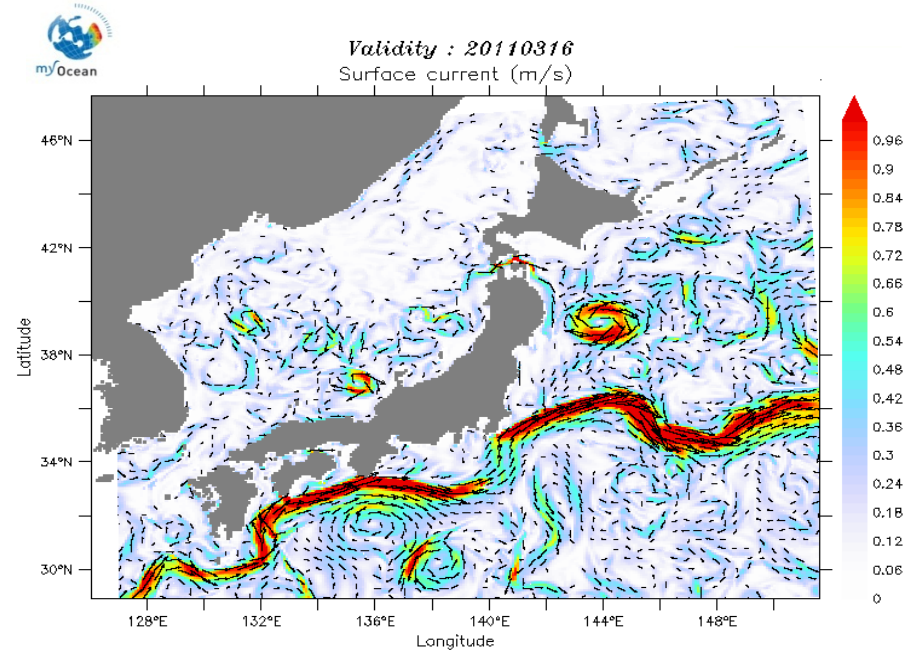 myOcean
Validity : 20110316
Surface current (m/s)
46°N
42°N
38°N
34°N
30°N
Latitude
128°E 132°E 136°E 140°E 144°E 148°E
Longitude
0.96
0.9
0.84
0.78
0.72
0.66
0.6
0.54
0.48
0.42
0.36
0.3
0.24
0.18
0.12
0.06
0